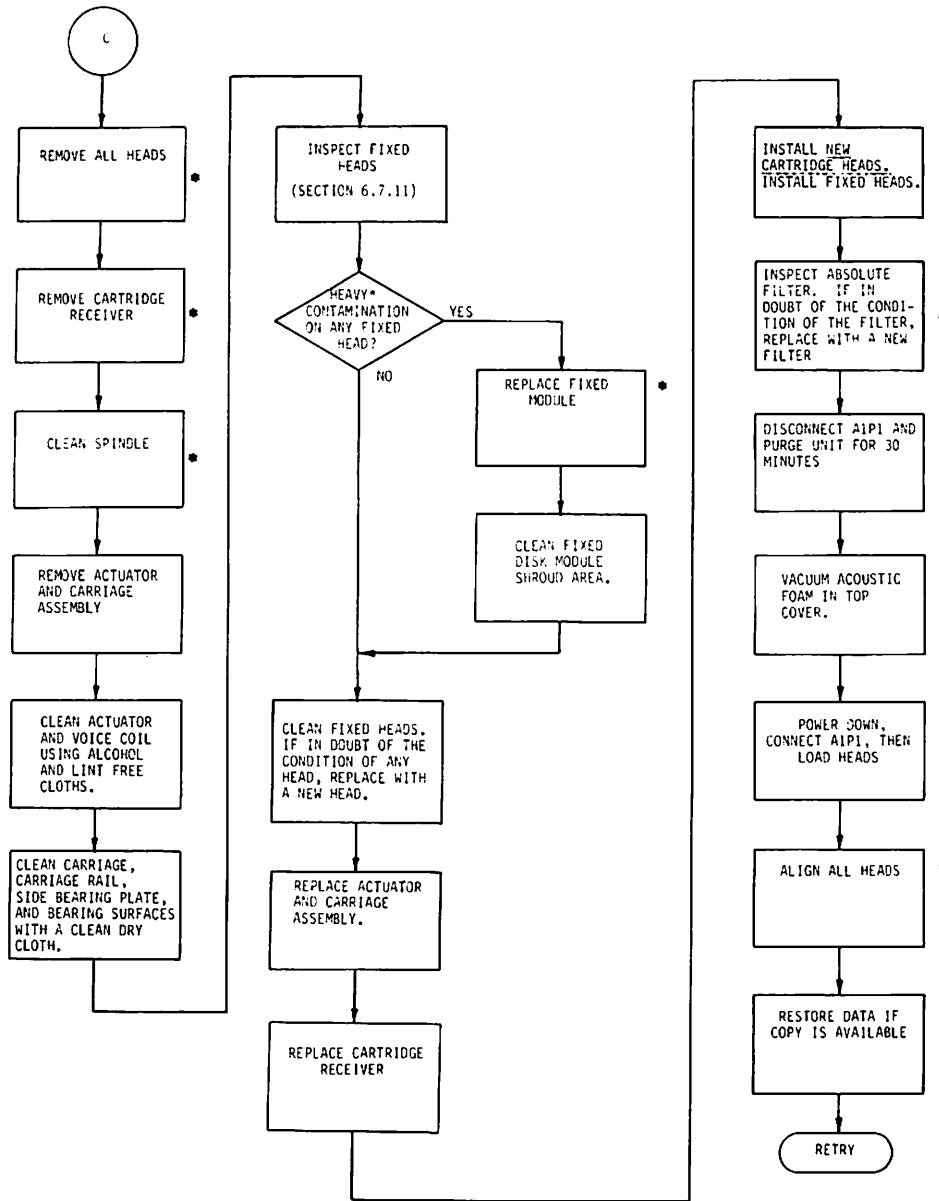 C
REMOVE ALL HEADS
*
REMOVE CARTRIDGE
RECEIVER
*
CLEAN SPINDLE
*
REMOVE ACTUATOR
AND CARRIAGE
ASSEMBLY
CLEAN ACTUATOR
AND VOICE COIL
USING ALCOHOL
AND LINT FREE
CLOTHS.
CLEAN CARRIAGE,
CARRIAGE RAIL,
SIDE BEARING PLATE,
AND BEARING SURFACES
WITH A CLEAN DRY
CLOTH.
INSPECT FIXED
HEADS
(SECTION 6.7.11)
HEAVY*
CONTAMINATION
ON ANY FIXED
HEAD?
YES
NO
REPLACE FIXED
MODULE
*
CLEAN FIXED
DISK MODULE
SHROUD AREA.
CLEAN FIXED HEADS.
IF IN DOUBT OF THE
CONDITION OF ANY
HEAD, REPLACE WITH
A NEW HEAD.
REPLACE ACTUATOR
AND CARRIAGE
ASSEMBLY.
REPLACE CARTRIDGE
RECEIVER
INSTALL NEW
CARTRIDGE HEADS.
INSTALL FIXED HEADS.
INSPECT ABSOLUTE
FILTER. IF IN
DOUBT OF THE CONDI-
TION OF THE FILTER,
REPLACE WITH A NEW
FILTER
DISCONNECT A1P1 AND
PURGE UNIT FOR 30
MINUTES
VACUUM ACOUSTIC
FOAM IN TOP
COVER.
POWER DOWN,
CONNECT A1P1, THEN
LOAD HEADS
ALIGN ALL HEADS
RESTORE DATA IF
COPY IS AVAILABLE
RETRY